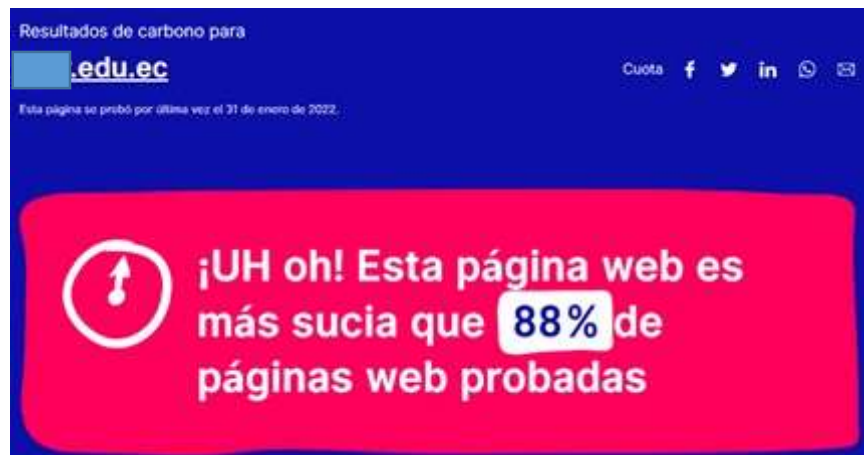 Resultados de carbono para
.edu.ec
Cuota
Esta página se probó por última vez el 31 de enero de 2022.
¡UH oh! Esta página web es
más sucia que 88% de
páginas web probadas